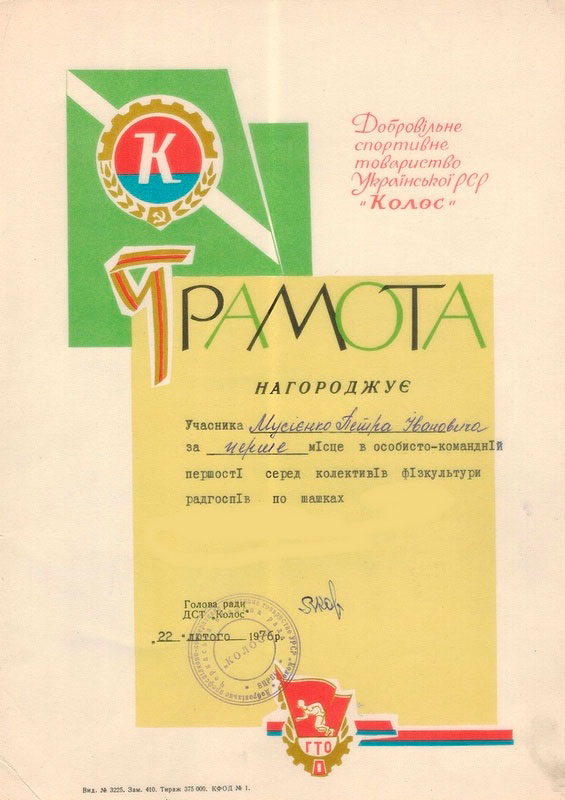 К
Добровільне
спортивне
товариство
Української РСР
"Колос"
ГРАМОТА
НАГОРОДЖУЄ
Учасника Мусієнко Петра Івановича
за перше мІсце в особисто-команднІй
першостІ серед колективІв фІзкультури
радгоспІв по шашках
Голова ради
ДСТ „Колос"
„22" лютого 1976р.
"КОЛОС"
ГТО
Вид. № 3225. Зам. 410. Тираж 375 000. КФОД № 1.